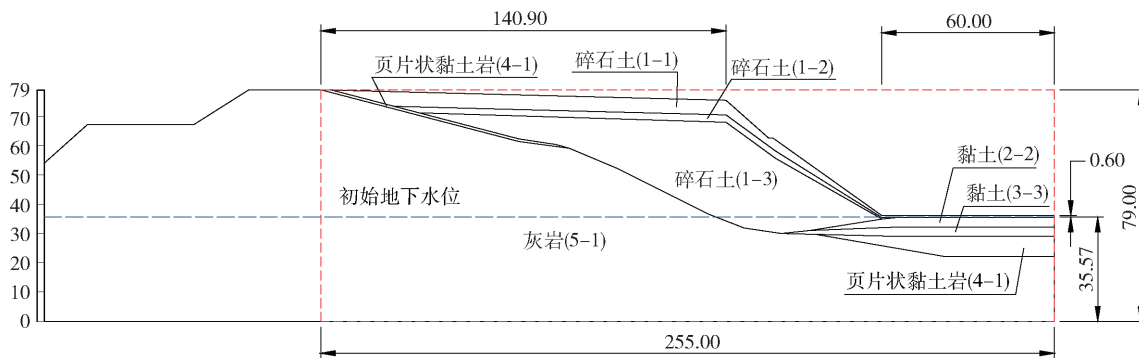 140.90
60.00
页片状黏土岩(4-1)
碎石土(1-1)
碎石土(1-2)
79
70
60
50
40
30
20
10
0
黏土(2-2)
0.60
碎石土(1-3)
黏土(3-3)
初始地下水位
79.00
灰岩(5-1)
35.57
页片状黏土岩(4-1)
255.00